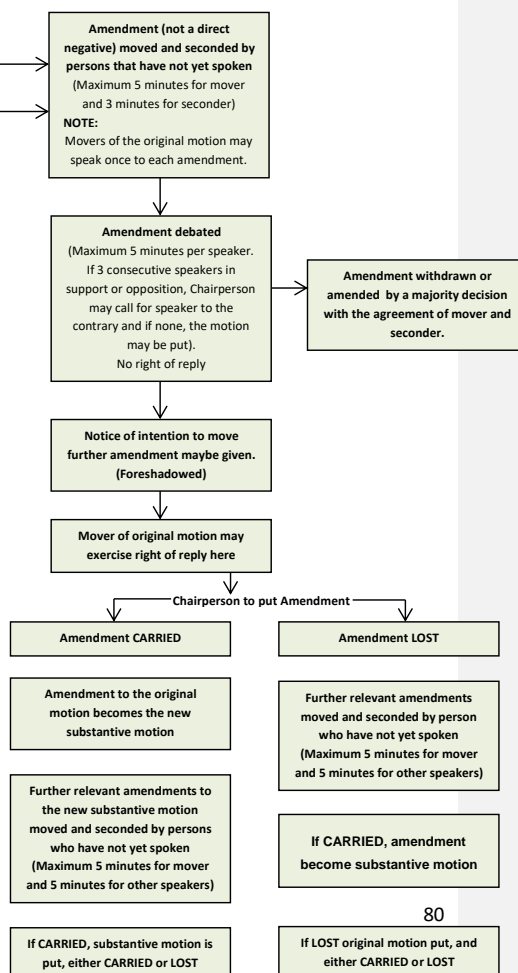 Amendment (not a direct
negative) moved and seconded by
persons that have not yet spoken
(Maximum 5 minutes for mover
and 3 minutes for seconder)
NOTE:
Movers of the original motion may
speak once to each amendment.
Amendment debated
(Maximum 5 minutes per speaker.
If 3 consecutive speakers in
support or opposition, Chairperson
may call for speaker to the
contrary and if none, the motion
may be put).
No right of reply
Amendment withdrawn or
amended by a majority decision
with the agreement of mover and
seconder.
Notice of intention to move
further amendment maybe given.
(Foreshadowed)
Mover of original motion may
exercise right of reply here
Chairperson to put Amendment
Amendment CARRIED
Amendment to the original
motion becomes the new
substantive motion
Further relevant amendments to
the new substantive motion
moved and seconded by persons
who have not yet spoken
(Maximum 5 minutes for mover
and 5 minutes for other speakers)
If CARRIED, substantive motion is
put, either CARRIED or LOST
Amendment LOST
Further relevant amendments
moved and seconded by person
who have not yet spoken
(Maximum 5 minutes for mover
and 5 minutes for other speakers)
If CARRIED, amendment
become substantive motion
80
If LOST original motion put, and
either CARRIED or LOST